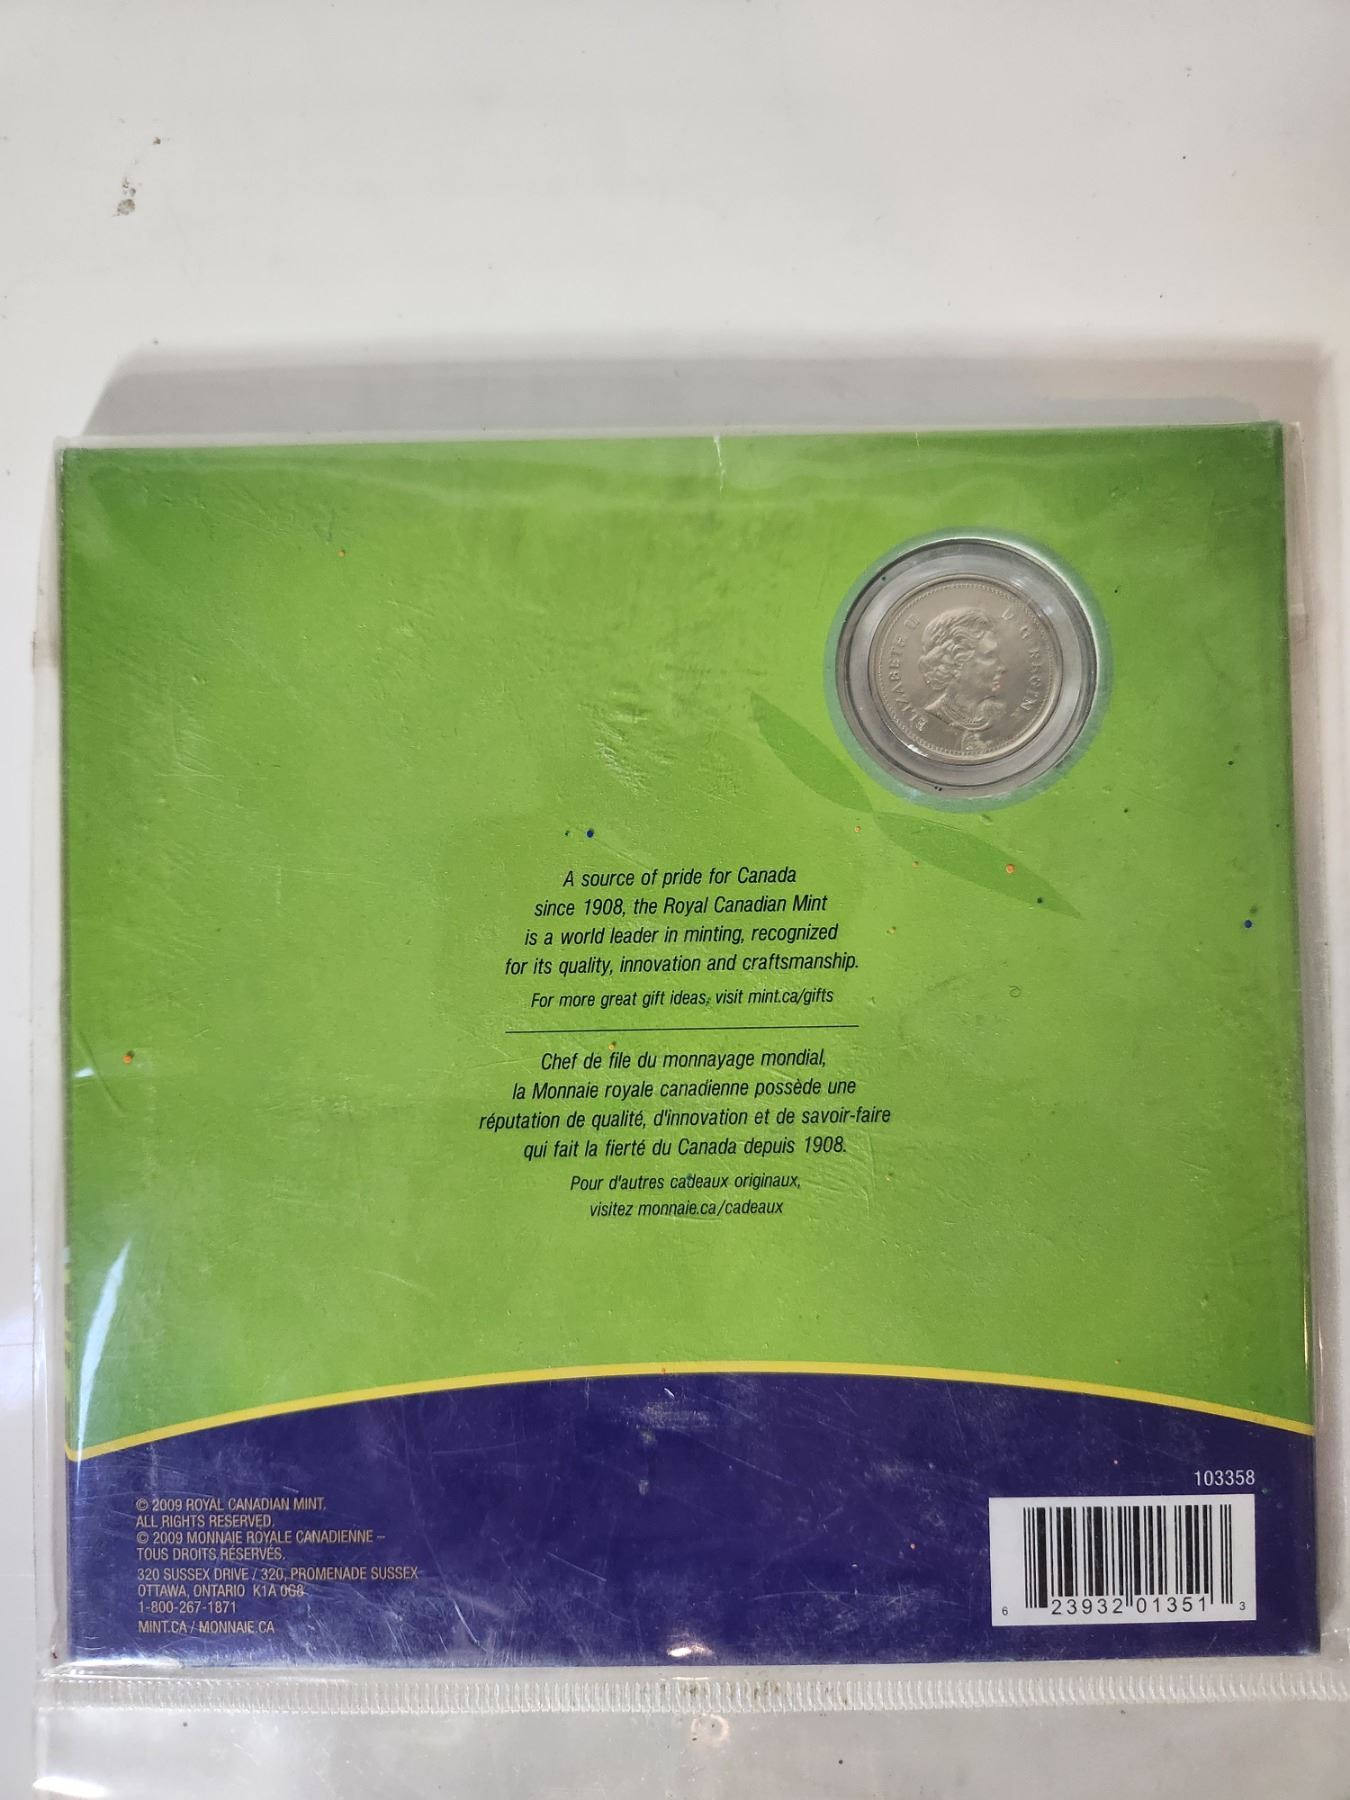 ELIZABETH II D.G.REGINA
A source of pride for Canada
since 1908, the Royal Canadian Mint
is a world leader in minting, recognized
for its quality, innovation and craftsmanship.
For more great gift ideas, visit mint.ca/gifts
Chef de file du monnayage mondial,
la Monnaie royale canadienne possède une
réputation de qualité, d'innovation et de savoir-faire
qui fait la fierté du Canada depuis 1908.
Pour d'autres cadeaux originaux,
visitez monnaie.ca/cadeaux
© 2009 ROYAL CANADIAN MINT,
ALL RIGHTS RESERVED.
© 2009 MONNAIE ROYALE CANADIENNE –
TOUS DROITS RÉSERVÉS.
320 SUSSEX DRIVE / 320, PROMENADE SUSSEX
OTTAWA, ONTARIO K1A 0G8
1-800-267-1871
MINT.CA / MONNAIE.CA
103358
6 23932 01351 3